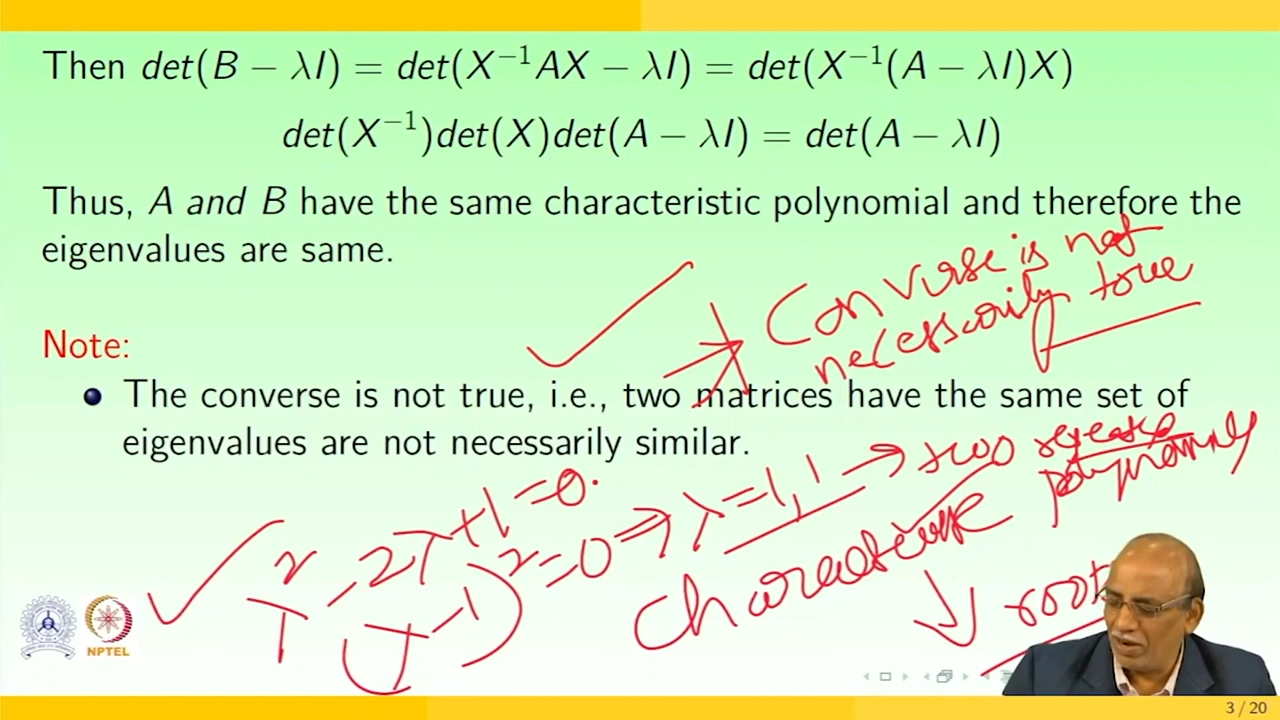 Then det(B − λI) = det(X⁻¹AX − λI) = det(X⁻¹(A − λI)X)
det(X⁻¹)det(X)det(A − λI) = det(A − λI)
Thus, A and B have the same characteristic polynomial and therefore the
eigenvalues are same.
Converse is not
necessarily true
Note:
The converse is not true, i.e., two matrices have the same set of
eigenvalues are not necessarily similar.
λ² − 2λ + 1 = 0.
(λ − 1)² = 0 ⇒ λ = 1, 1 → two repeated
characteristic polynomials
↓ root
NPTEL
3 / 20